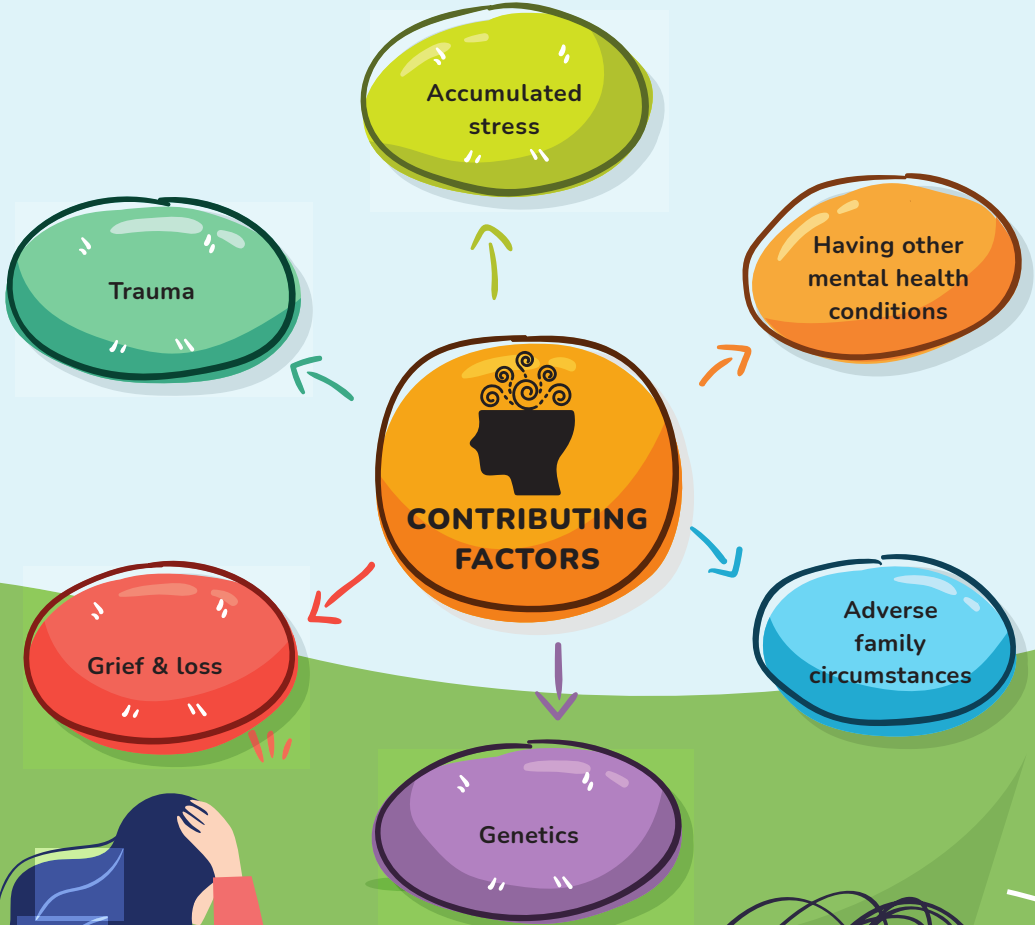 Accumulated
stress
Having other
mental health
conditions
Trauma
CONTRIBUTING
FACTORS
Adverse
family
circumstances
Grief & loss
Genetics